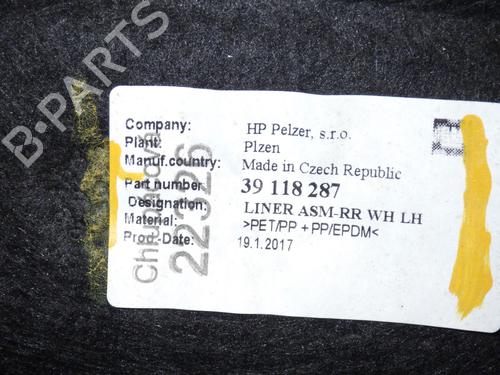 B-PARTS
Company: HP Pelzer, s.r.o.
Plant: Plzen
Manuf.country: Made in Czech Republic
Part number 39 118 287
Designation: LINER ASM-RR WH LH
Material: >PET/PP + PP/EPDM<
Prod-Date: 19.1.2017
22326